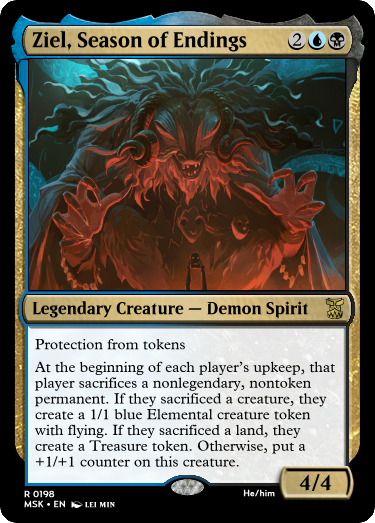 Ziel, Season of Endings 2
Legendary Creature — Demon Spirit
Protection from tokens
At the beginning of each player's upkeep, that
player sacrifices a nonlegendary, nontoken
permanent. If they sacrificed a creature, they
create a 1/1 blue Elemental creature token
with flying. If they sacrificed a land, they
create a Treasure token. Otherwise, put a
+1/+1 counter on this creature.
4/4
R 0198
MSK • EN LEI MIN
He/him